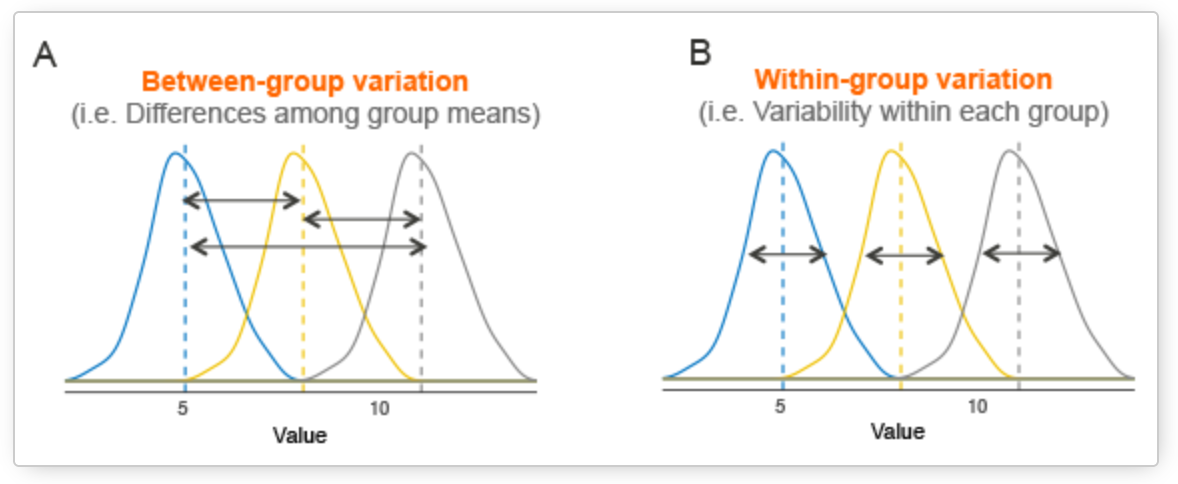 A
Between-group variation
(i.e. Differences among group means)
5
10
Value
B
Within-group variation
(i.e. Variability within each group)
5
10
Value